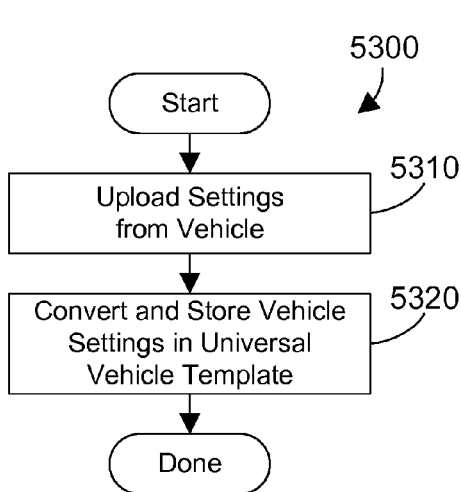 5300
Start
5310
Upload Settings
from Vehicle
5320
Convert and Store Vehicle
Settings in Universal
Vehicle Template
Done